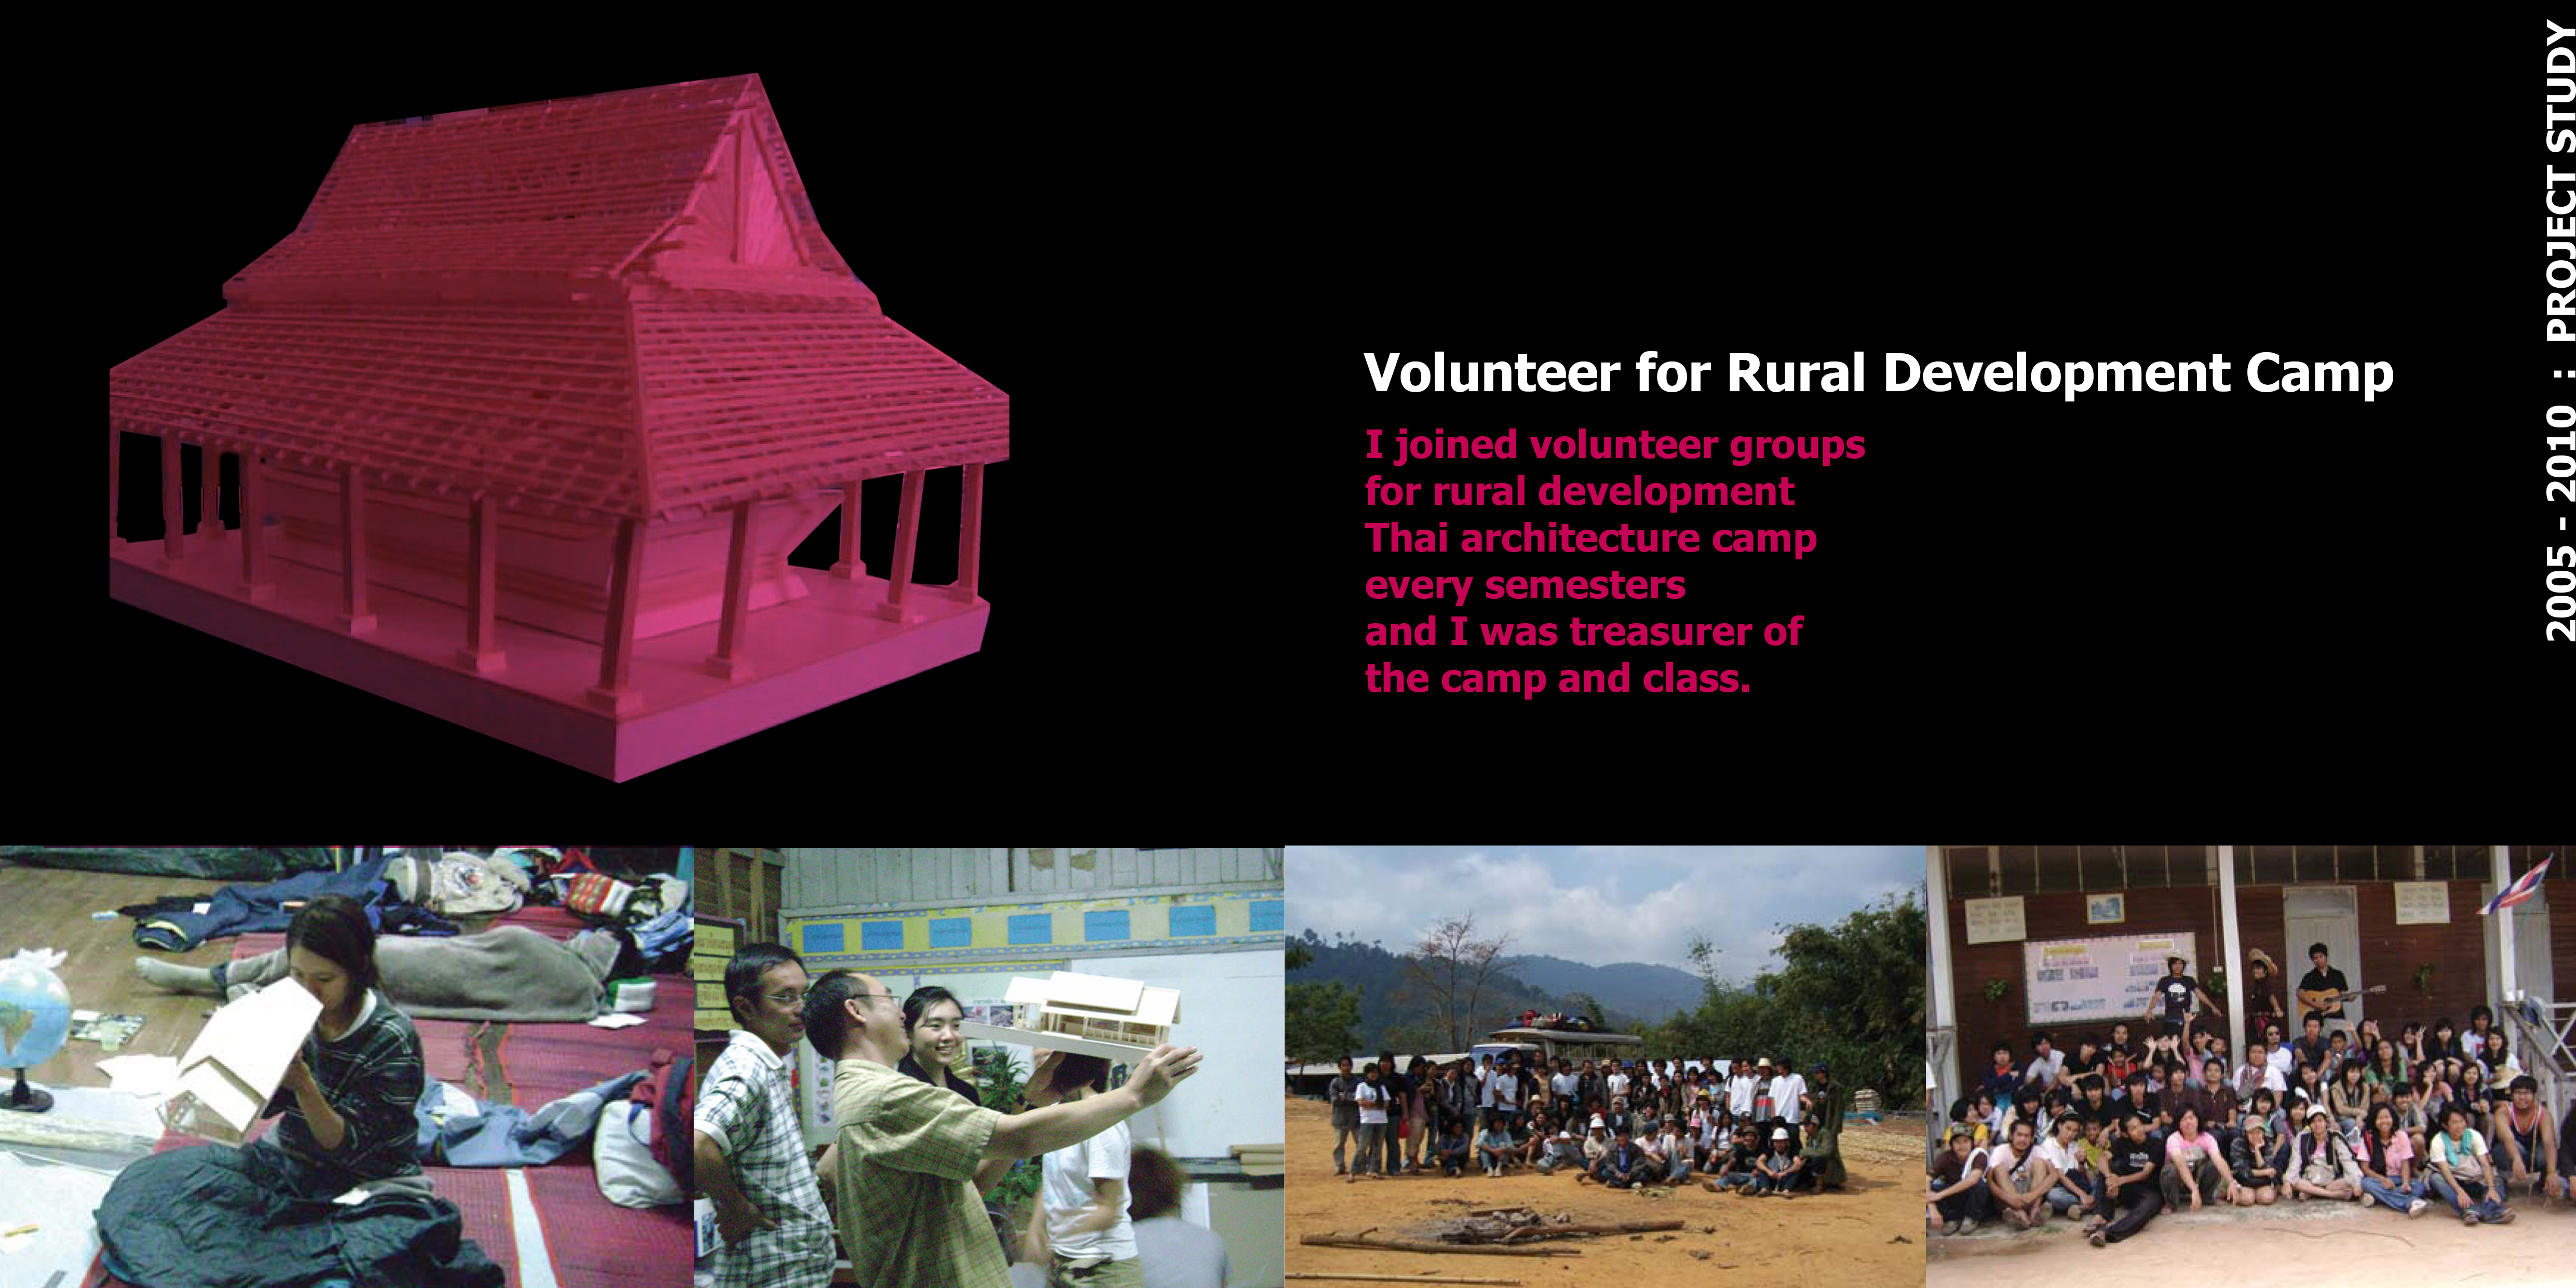 Volunteer for Rural Development Camp
I joined volunteer groups
for rural development
Thai architecture camp
every semesters
and I was treasurer of
the camp and class.
2005 - 2010 : PROJECT STUDY